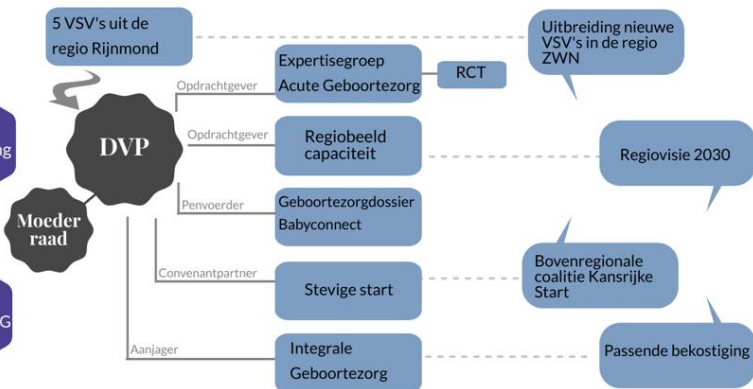 5 VSV's uit de
regio Rijnmond
Uitbreiding nieuwe
VSV's in de regio
ZWN
Expertisegroep
Acute Geboortezorg
RCT
Opdrachtgever
DVP
Opdrachtgever
Regiobeeld
capaciteit
Regiovisie 2030
Moeder
raad
Penvoerder
Geboortezorgdossier
Babyconnect
Convenantpartner
Stevige start
Bovenregionale
coalitie Kansrijke
Start
Aanjager
Integrale
Geboortezorg
Passende bekostiging